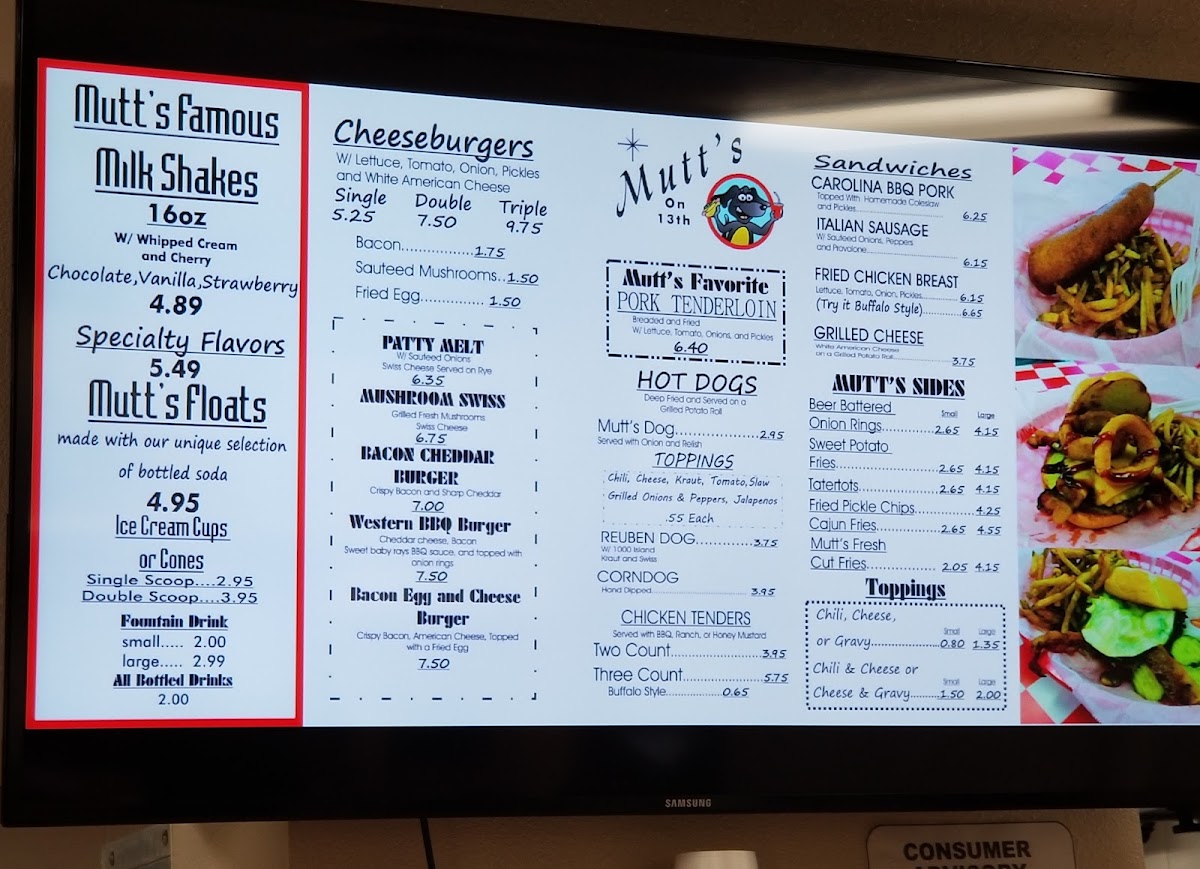 Mutt's Famous
Milk Shakes
16oz
W/ Whipped Cream
and Cherry
Chocolate,Vanilla,Strawberry
4.89
Specialty Flavors
5.49
Mutt's Floats
made with our unique selection
of bottled soda
4.95
Ice Cream Cups
or Cones
Single Scoop....2.95
Double Scoop....3.95
Fountain Drink
small..... 2.00
large..... 2.99
All Bottled Drinks
2.00
Cheeseburgers
W/ Lettuce, Tomato, Onion, Pickles
and White American Cheese
Single Double Triple
5.25 7.50 9.75
Bacon..............1.75
Sauteed Mushrooms..1.50
Fried Egg.............. 1.50
PATTY MELT
W/ Sauteed Onions
Swiss Cheese Served on Rye
6.35
MUSHROOM SWISS
Grilled Fresh Mushrooms
Swiss Cheese
6.75
BACON CHEDDAR
BURGER
Crispy Bacon and Sharp Cheddar
7.00
Western BBQ Burger
Cheddar cheese, Bacon
Sweet baby rays BBQ sauce, and topped with
onion rings
7.50
Bacon Egg and Cheese
Burger
Crispy Bacon, American Cheese, Topped
with a Fried Egg
7.50
Mutt's
On
13th
Mutt's Favorite
PORK TENDERLOIN
Breaded and Fried
W/ Lettuce, Tomato, Onions, and Pickles
6.40
HOT DOGS
Deep Fried and Served on a
Grilled Potato Roll
Mutt's Dog....................2.95
Served with Onion and Relish
TOPPINGS
Chili, Cheese, Kraut, Tomato,Slaw
Grilled Onions & Peppers, Jalapenos
.55 Each
REUBEN DOG.............3.75
W/ 1000 Island
Kraut and Swiss
CORNDOG
Hand Dipped.......................... 3.95
CHICKEN TENDERS
Served with BBQ, Ranch, or Honey Mustard
Two Count....................3.95
Three Count..................5.75
Buffalo Style.................0.65
Sandwiches
CAROLINA BBQ PORK
Topped With Homemade Coleslaw
and Pickles........................... 6.25
ITALIAN SAUSAGE
W/ Sauteed Onions, Peppers
and Provalone........................ 6.15
FRIED CHICKEN BREAST
Lettuce, Tomato, Onion, Pickles...........6.15
(Try it Buffalo Style)............6.65
GRILLED CHEESE
White American Cheese
on a Grilled Potato Roll.................... 3.75
MUTT'S SIDES
Beer Battered Small Large
Onion Rings.............2.65 4.15
Sweet Potato
Fries.........................2.65 4.15
Tatertots....................2.65 4.15
Fried Pickle Chips..............4.25
Cajun Fries...............2.65 4.55
Mutt's Fresh
Cut Fries................. 2.05 4.15
Toppings
Chili, Cheese,
Small Large
or Gravy................0.80 1.35
Chili & Cheese or
Small Large
Cheese & Gravy.........1.50 2.00
SAMSUNG
CONSUMER
ADVISORY